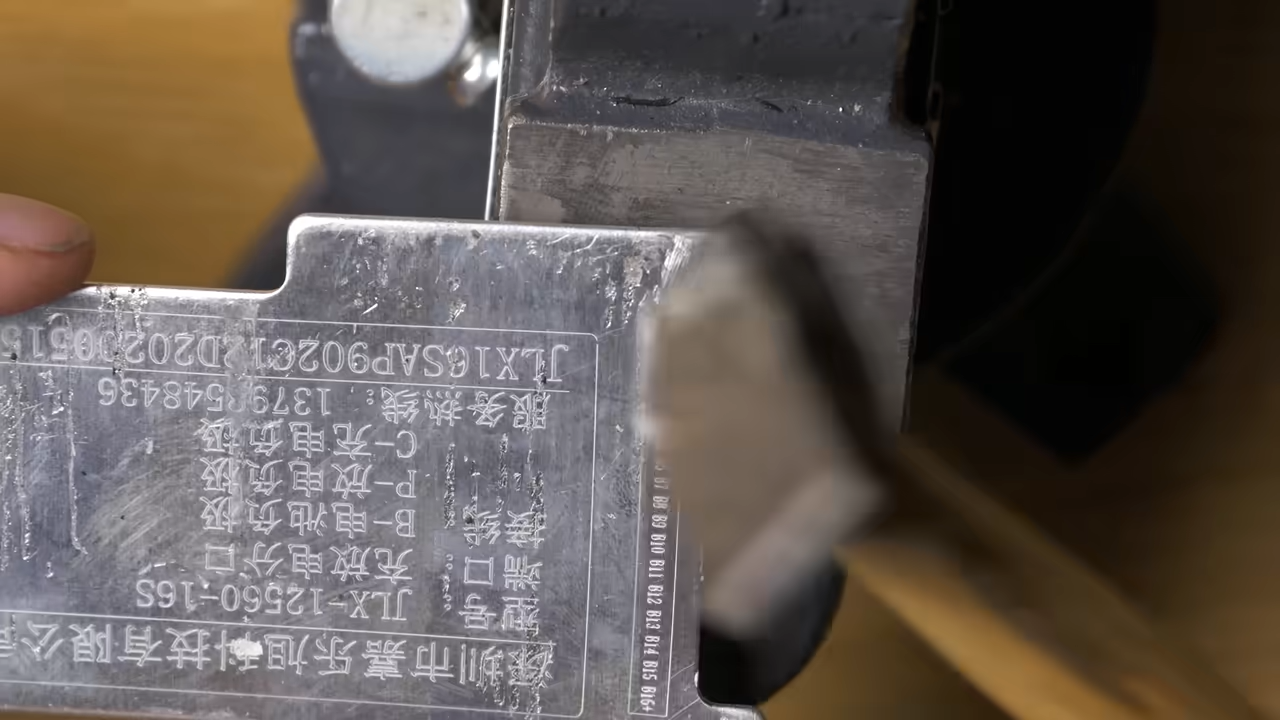 深圳市嘉乐旭科技有限公
型号: JLX-12560-16S
端口: 充放电分口
接线 B-电池负极
P-放电负极
C-充电负极
服务热线:
JLX16SAP902C12D20200515
B7 B8 B9 B10 B11 B12 B13 B14 B15 B16+